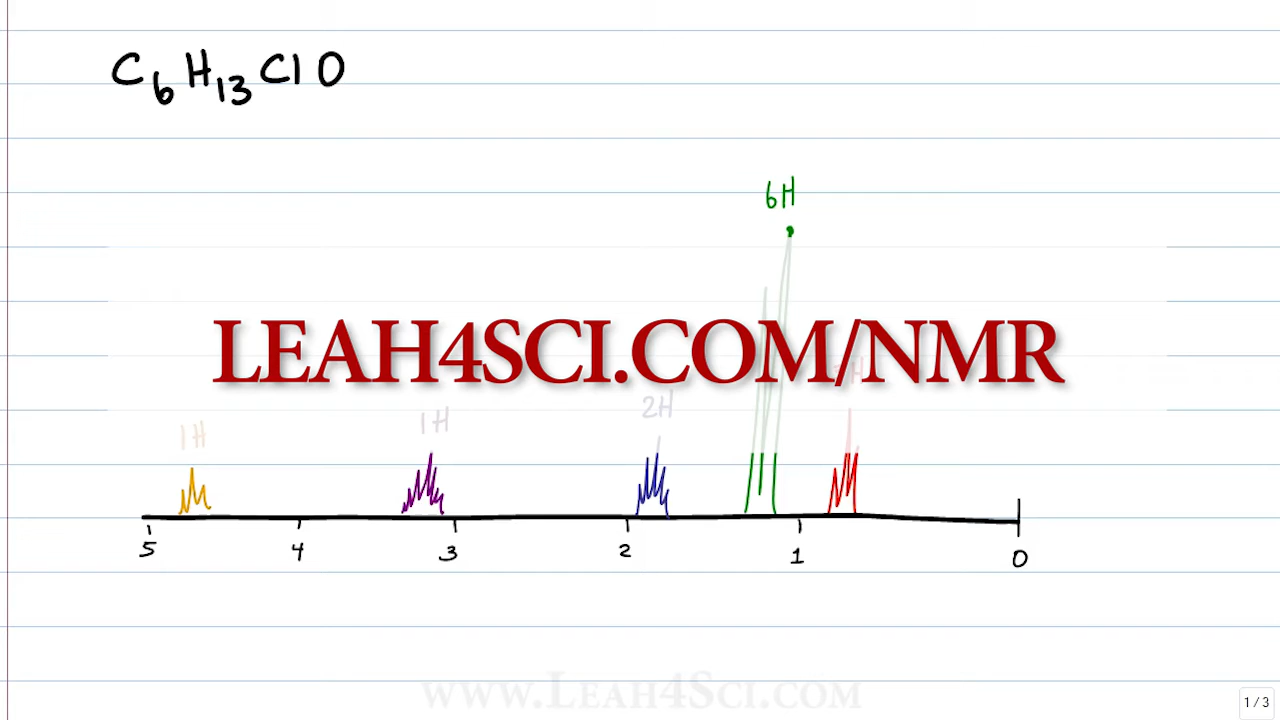 C6H13ClO
6H
LEAH4SCI.COM/NMR
H
1H 1H 2H
5 4 3 2 1 0
www.Leah4Sci.com
1 / 3